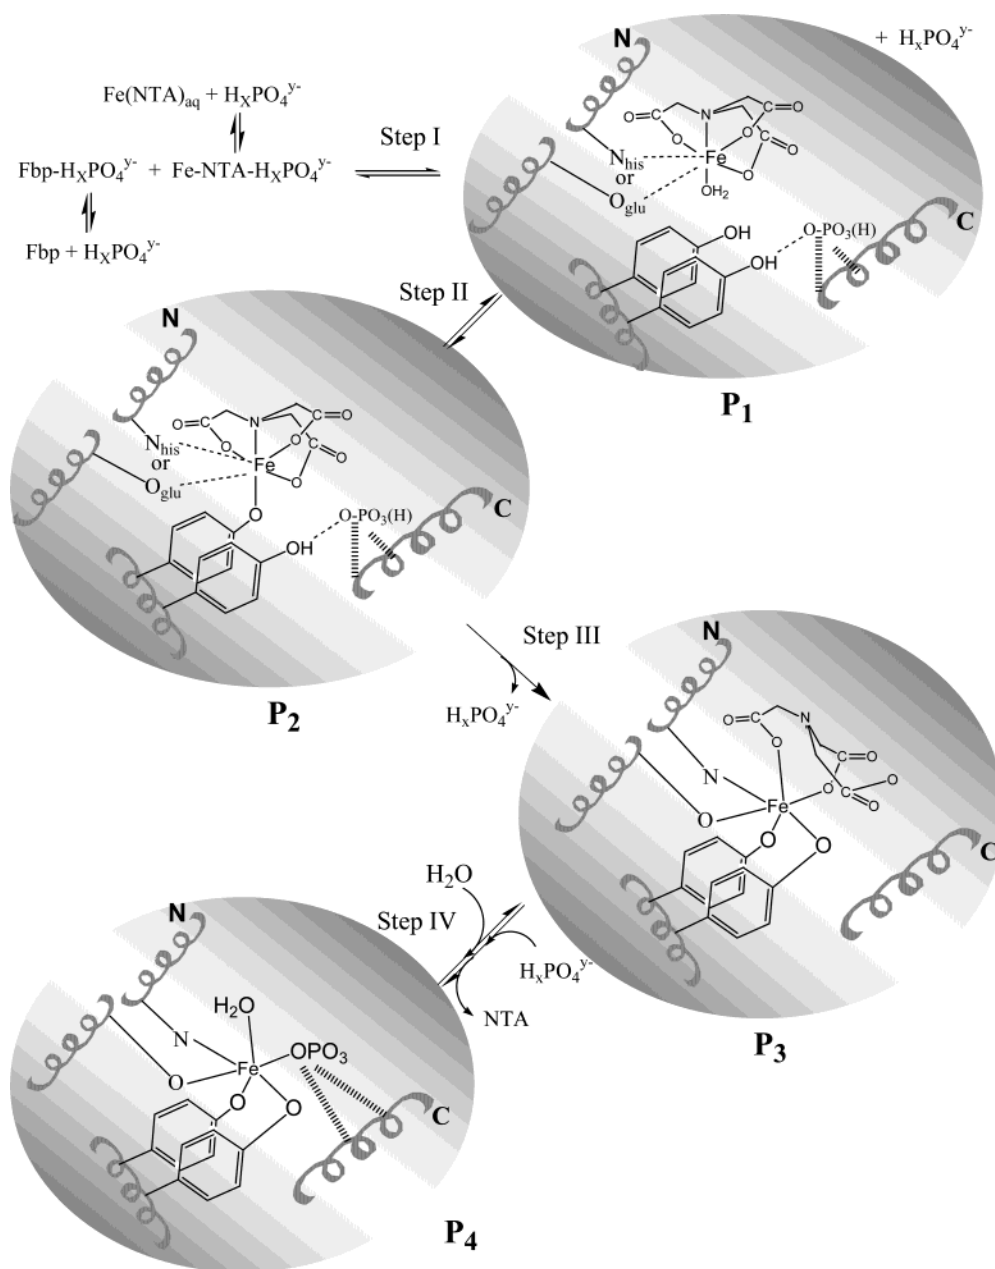 + HₓPO₄ʸ⁻
Fe(NTA)aq + HXPO₄ʸ⁻
Fbp-HXPO₄ʸ⁻ + Fe-NTA-HXPO₄ʸ⁻
Fbp + HXPO₄ʸ⁻
Step I
N
N
C
O
O
C
O
C
O
O
O
Nhis
or
Oglu
Fe
OH₂
OH
OH
O-PO₃(H)
C
P₁
Step II
N
N
C
O
O
C
O
C
O
O
O
Nhis
or
Oglu
Fe
O
OH
O-PO₃(H)
C
P₂
Step III
HₓPO₄ʸ⁻
N
N
O
C
O
C
O
O
C
O
O
N
O
Fe
O
O
C
P₃
H₂O
Step IV
HₓPO₄ʸ⁻
NTA
N
H₂O
N
O
Fe
OPO₃
O
O
C
P₄